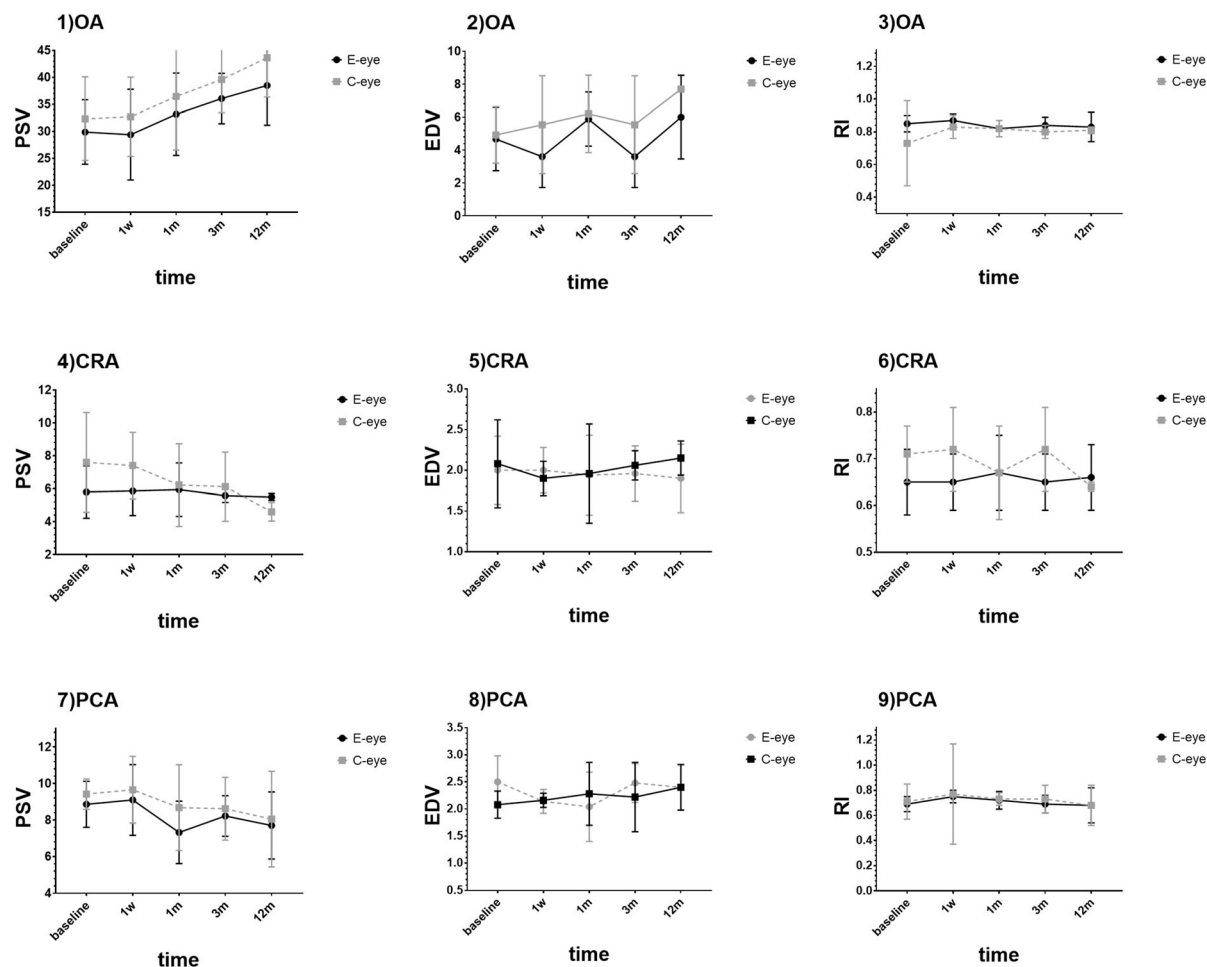 1)OA
PSV
45
40
35
30
25
20
15
baseline
1w
1m
3m
12m
time
E-eye
C-eye
2)OA
EDV
10
8
6
4
2
0
baseline
1w
1m
3m
12m
time
E-eye
C-eye
3)OA
RI
1.2
1.0
0.8
0.6
0.4
baseline
1w
1m
3m
12m
time
E-eye
C-eye
4)CRA
PSV
12
10
8
6
4
2
baseline
1w
1m
3m
12m
time
E-eye
C-eye
5)CRA
EDV
3.0
2.5
2.0
1.5
1.0
baseline
1w
1m
3m
12m
time
E-eye
C-eye
6)CRA
RI
0.8
0.7
0.6
0.5
baseline
1w
1m
3m
12m
time
E-eye
C-eye
7)PCA
PSV
12
10
8
6
4
baseline
1w
1m
3m
12m
time
E-eye
C-eye
8)PCA
EDV
3.5
3.0
2.5
2.0
1.5
1.0
0.5
baseline
1w
1m
3m
12m
time
E-eye
C-eye
9)PCA
RI
1.2
1.0
0.8
0.6
0.4
0.2
0.0
baseline
1w
1m
3m
12m
time
E-eye
C-eye